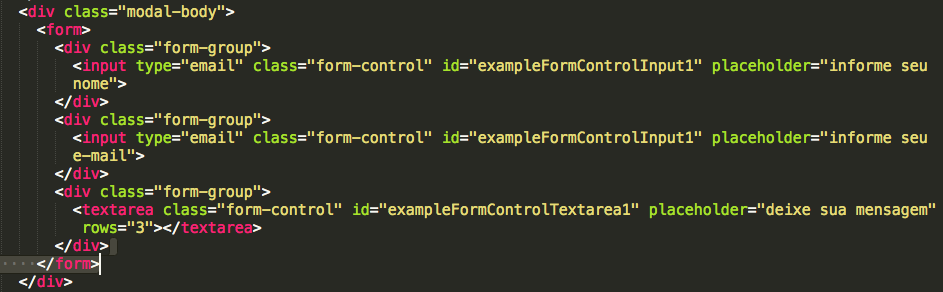 <div class="modal-body">
<form>
<div class="form-group">
<input type="email" class="form-control" id="exampleFormControlInput1" placeholder="informe seu
nome">
</div>
<div class="form-group">
<input type="email" class="form-control" id="exampleFormControlInput1" placeholder="informe seu
e-mail">
</div>
<div class="form-group">
<textarea class="form-control" id="exampleFormControlTextarea1" placeholder="deixe sua mensagem"
rows="3"></textarea>
</div>
</form>
</div>